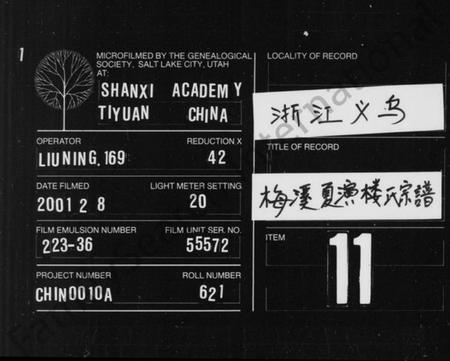 1
MICROFILMED BY THE GENEALOGICAL
SOCIETY, SALT LAKE CITY, UTAH
AT:
SHANXI ACADEMY
TIYUAN CHINA
OPERATOR REDUCTION X
LIUNING, 169 42
DATE FILMED LIGHT METER SETTING
2001 2 8 20
FILM EMULSION NUMBER FILM UNIT SER. NO.
223-36 55572
PROJECT NUMBER ROLL NUMBER
CHIN0010A 621
LOCALITY OF RECORD
浙江义乌
TITLE OF RECORD
梅溪夏演楼氏宗譜
ITEM
11